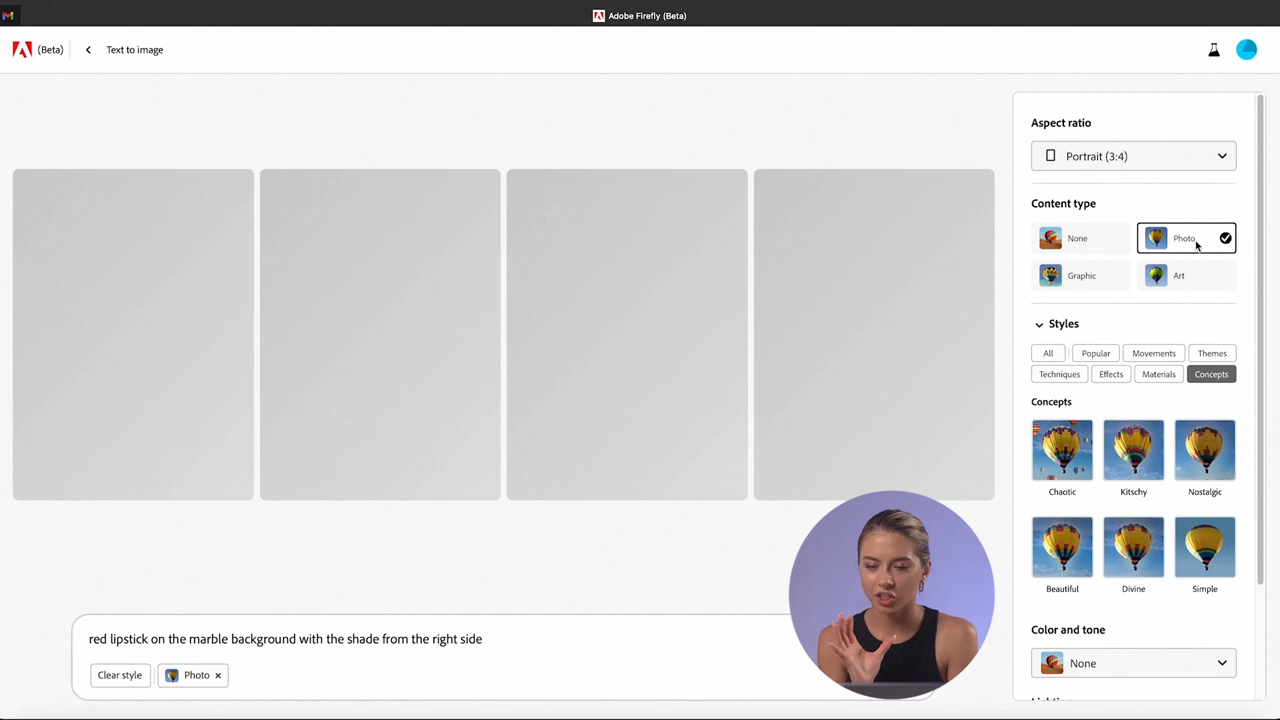 Adobe Firefly (Beta)
(Beta)
Text to image
Aspect ratio
Portrait (3:4)
Content type
None
Photo
Graphic
Art
Styles
All
Popular
Movements
Themes
Techniques
Effects
Materials
Concepts
Concepts
Chaotic
Kitschy
Nostalgic
Beautiful
Divine
Simple
Color and tone
None
red lipstick on the marble background with the shade from the right side
Clear style
Photo